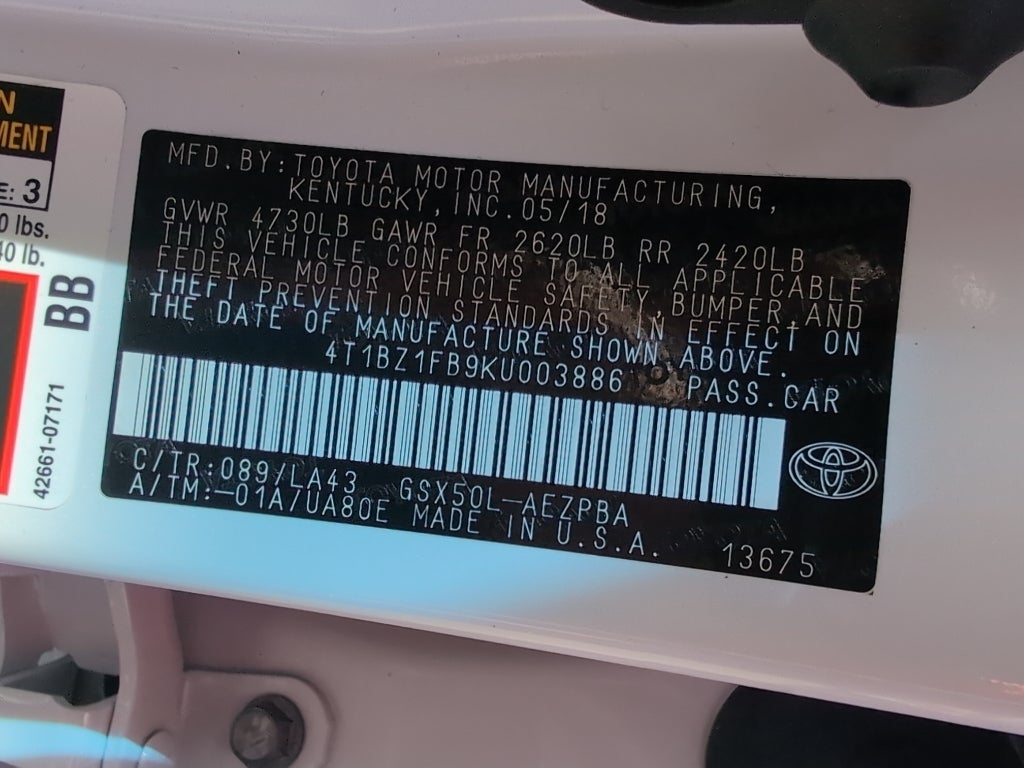 N
MENT
E: 3
0 lbs.
40 lb.
BB
42661-07171
MFD.BY:TOYOTA MOTOR MANUFACTURING,
KENTUCKY,INC.05/18
GVWR 4730LB GAWR FR 2620LB RR 2420LB
THIS VEHICLE CONFORMS TO ALL APPLICABLE
FEDERAL MOTOR VEHICLE SAFETY,BUMPER,AND
THEFT PREVENTION STANDARDS IN EFFECT ON
THE DATE OF MANUFACTURE SHOWN ABOVE.
4T1BZ1FB9KU003886 PASS.CAR
C/TR:089/LA43 GSX50L-AEZPBA
A/TM:-01A/UA80E MADE IN U.S.A.
13675